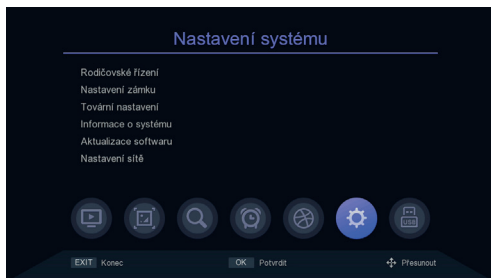 Nastavení systému
Rodičovské řízení
Nastavení zámku
Tovární nastavení
Informace o systému
Aktualizace softwaru
Nastavení sítě
USB
EXIT Konec OK Potvrdit Přesunout